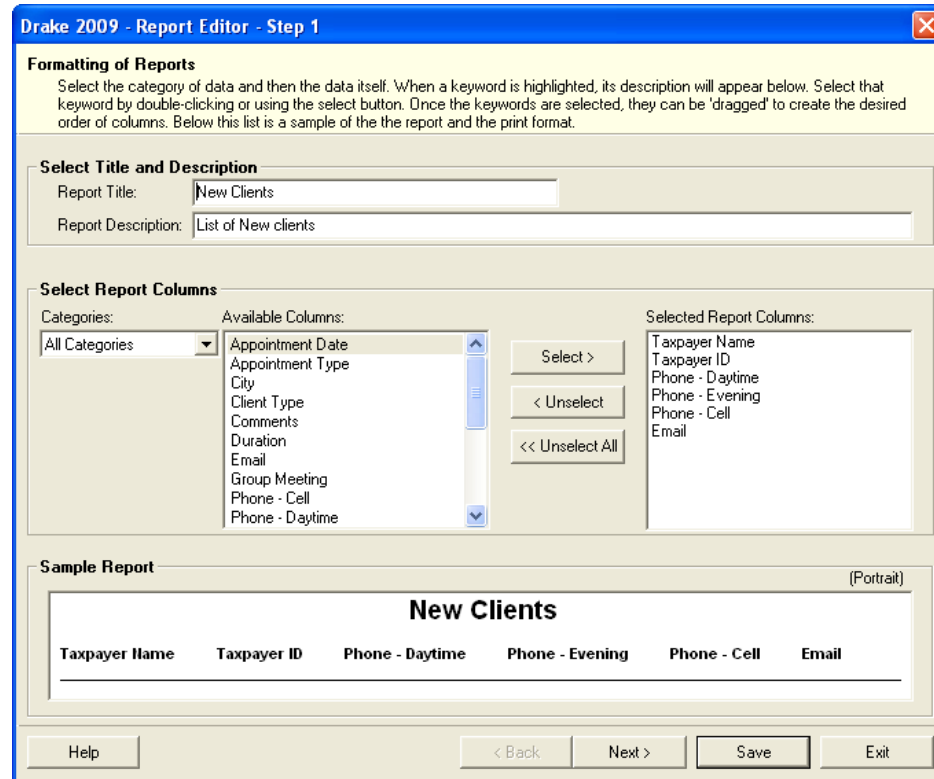 Drake 2009 - Report Editor - Step 1
Formatting of Reports
Select the category of data and then the data itself. When a keyword is highlighted, its description will appear below. Select that
keyword by double-clicking or using the select button. Once the keywords are selected, they can be 'dragged' to create the desired
order of columns. Below this list is a sample of the the report and the print format.
Select Title and Description
Report Title: New Clients
Report Description: List of New clients
Select Report Columns
Categories:
All Categories
Available Columns:
Appointment Date
Appointment Type
City
Client Type
Comments
Duration
Email
Group Meeting
Phone - Cell
Phone - Daytime
Select >
< Unselect
<< Unselect All
Selected Report Columns:
Taxpayer Name
Taxpayer ID
Phone - Daytime
Phone - Evening
Phone - Cell
Email
Sample Report
(Portrait)
New Clients
Taxpayer Name Taxpayer ID Phone - Daytime Phone - Evening Phone - Cell Email
Help < Back Next > Save Exit